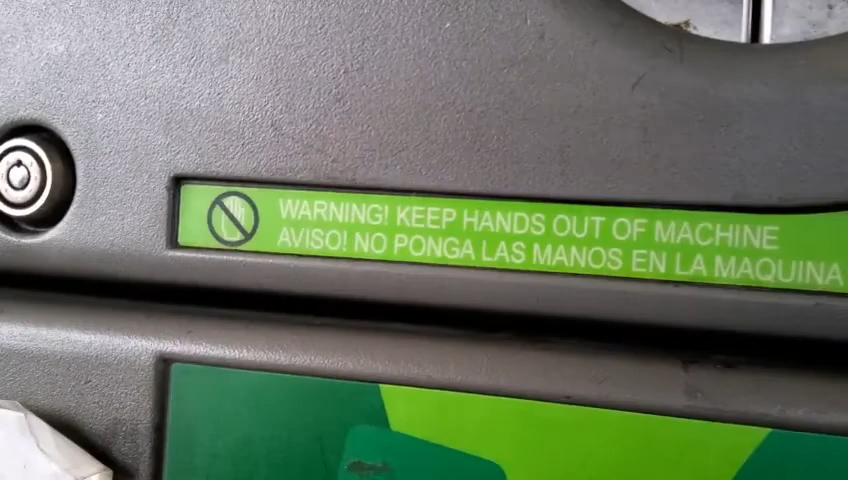 WARNING! KEEP HANDS OUT OF MACHINE
AVISO! NO PONGA LAS MANOS EN LA MAQUINA